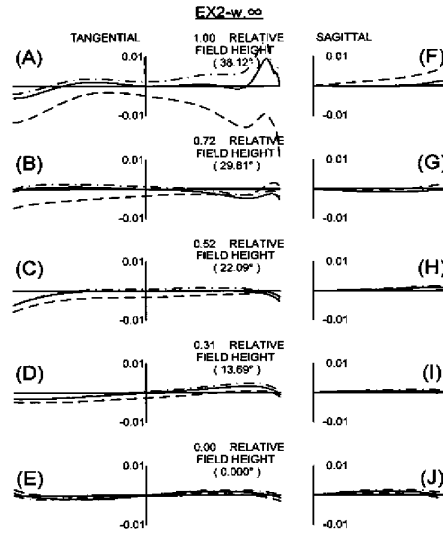 EX2-w.∞
TANGENTIAL 1.00 RELATIVE SAGITTAL
FIELD HEIGHT
(A) 0.01 ( 38.12° ) 0.01 (F)
-0.01 -0.01
0.72 RELATIVE
FIELD HEIGHT
(B) 0.01 ( 29.81° ) 0.01 (G)
-0.01 -0.01
0.52 RELATIVE
FIELD HEIGHT
(C) 0.01 ( 22.09° ) 0.01 (H)
-0.01 -0.01
0.31 RELATIVE
FIELD HEIGHT
(D) 0.01 ( 13.69° ) 0.01 (I)
-0.01 -0.01
0.00 RELATIVE
FIELD HEIGHT
(E) 0.01 ( 0.000° ) 0.01 (J)
-0.01 -0.01